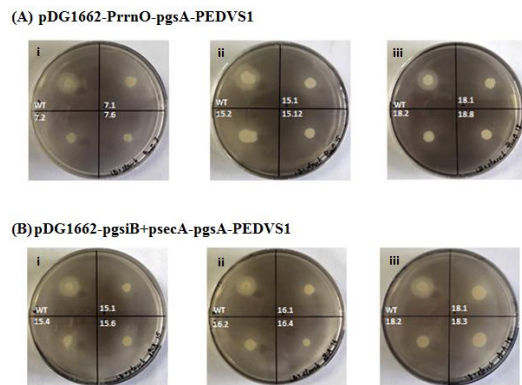 (A) pDG1662-PrrnO-pgsA-PEDVS1
i
ii
iii
WT 7.1
7.2 7.6
WT 15.1
15.2 15.12
WT 18.1
18.2 18.8
(B) pDG1662-pgsiB+psecA-pgsA-PEDVS1
i
ii
iii
WT 15.1
15.4 15.6
WT 16.1
16.2 16.4
WT 18.1
18.2 18.3